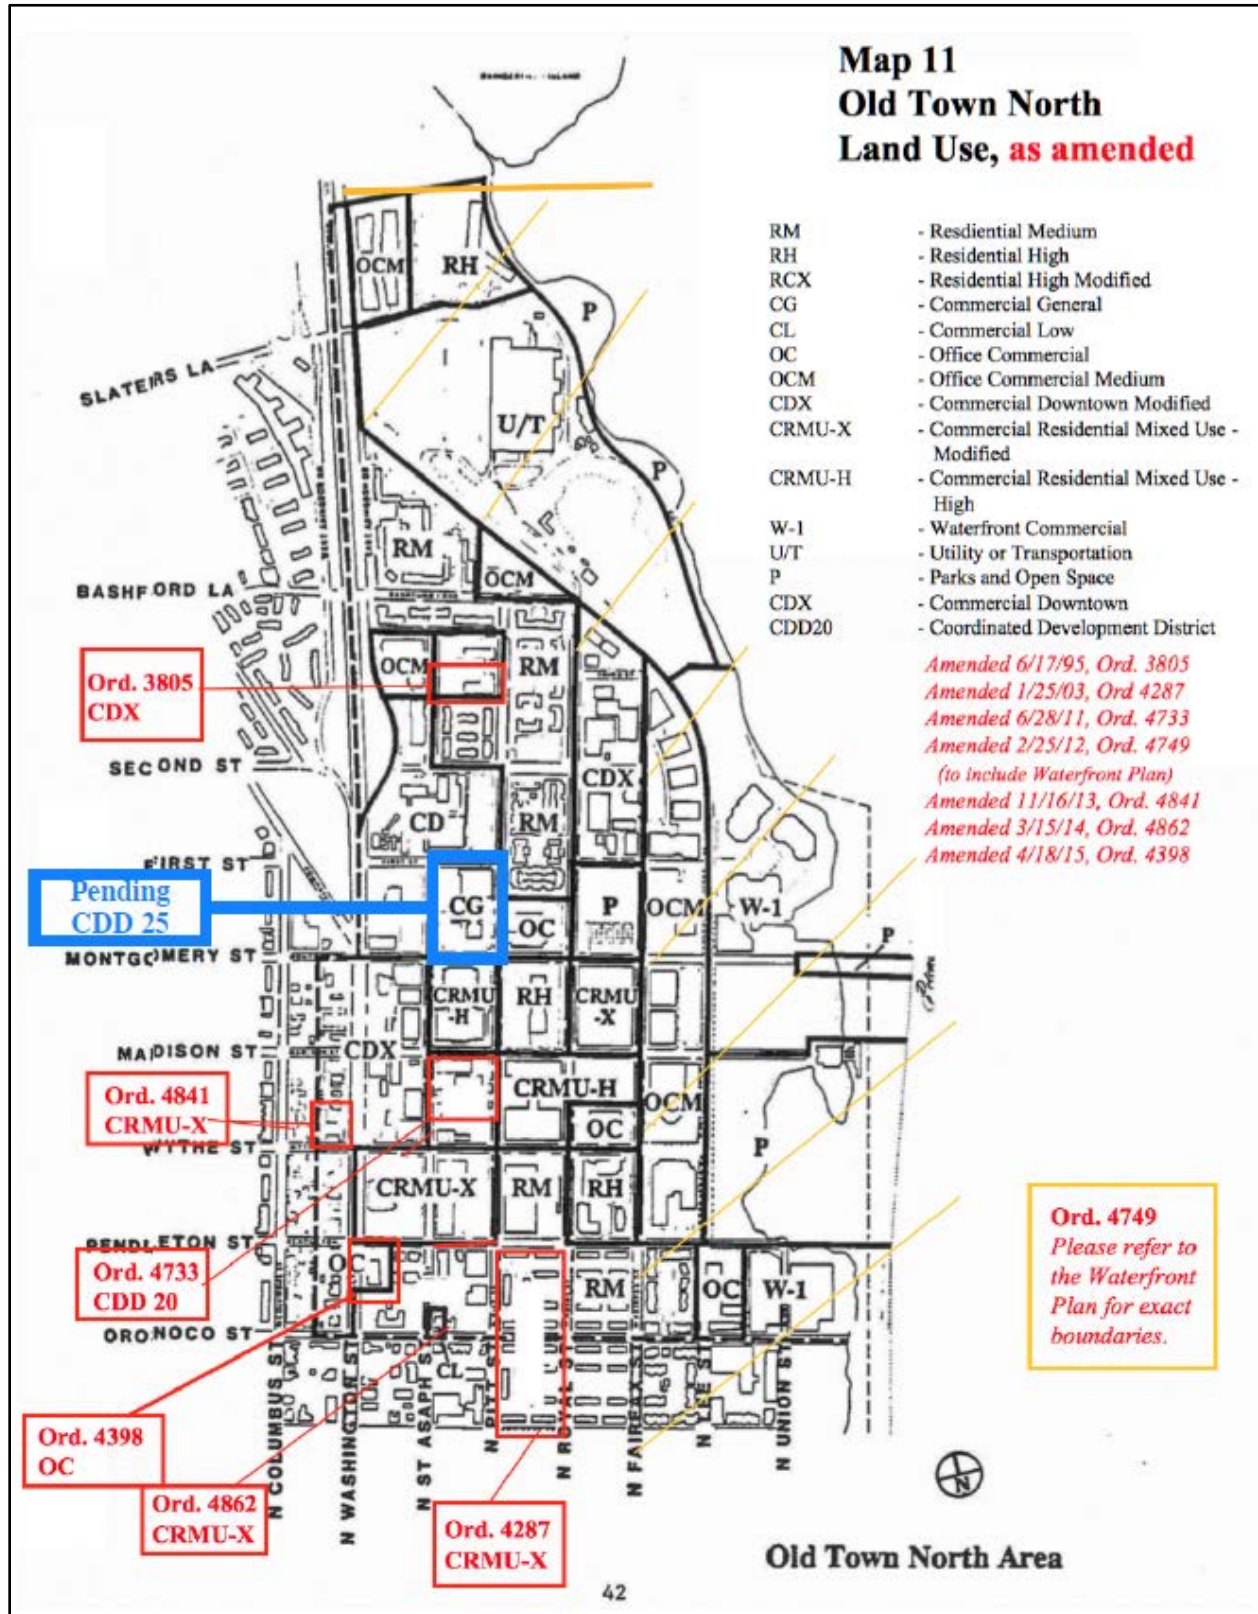 Map 11
Old Town North
Land Use, as amended
RM - Resdiential Medium
RH - Residential High
RCX - Residential High Modified
CG - Commercial General
CL - Commercial Low
OC - Office Commercial
OCM - Office Commercial Medium
CDX - Commercial Downtown Modified
CRMU-X - Commercial Residential Mixed Use -
Modified
CRMU-H - Commercial Residential Mixed Use -
High
W-1 - Waterfront Commercial
U/T - Utility or Transportation
P - Parks and Open Space
CDX - Commercial Downtown
CDD20 - Coordinated Development District
Amended 6/17/95, Ord. 3805
Amended 1/25/03, Ord 4287
Amended 6/28/11, Ord. 4733
Amended 2/25/12, Ord. 4749
(to include Waterfront Plan)
Amended 11/16/13, Ord. 4841
Amended 3/15/14, Ord. 4862
Amended 4/18/15, Ord. 4398
OCM
RH
P
SLATERS LA
U/T
P
RM
OCM
BASHFORD LA
OCM
RM
Ord. 3805
CDX
SECOND ST
CDX
CD
RM
FIRST ST
Pending
CDD 25
CG
OC
P
OCM
W-1
MONTGOMERY ST
P
CRMU
-H
RH
CRMU
-X
MADISON ST
CDX
CRMU-H
OCM
Ord. 4841
CRMU-X
OC
WYTHE ST
P
CRMU-X
RM
RH
PENDLETON ST
Ord. 4733
CDD 20
OC
RM
OC
W-1
Ord. 4749
Please refer to
the Waterfront
Plan for exact
boundaries.
ORONOCO ST
CL
N COLUMBUS ST
N WASHINGTON ST
N ST ASAPH ST
N PITT ST
N ROYAL ST
N FAIRFAX ST
N LEE ST
N UNION ST
Ord. 4398
OC
Ord. 4862
CRMU-X
Ord. 4287
CRMU-X
N
Old Town North Area
42